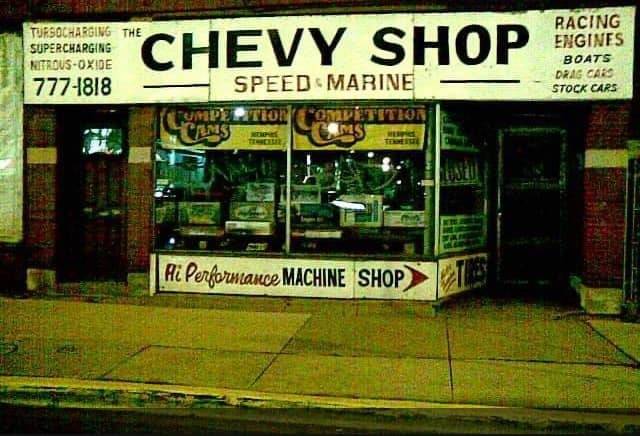 TURBOCHARGING
SUPERCHARGING
NITROUS-OXIDE
777-1818
THE CHEVY SHOP
SPEED & MARINE
RACING
ENGINES
BOATS
DRAG CARS
STOCK CARS
COMPETITION
CAMS
MEMPHIS
TENNESSEE
COMPETITION
CAMS
MEMPHIS
TENNESSEE
CLOSED
Hi Performance MACHINE SHOP
TIRES